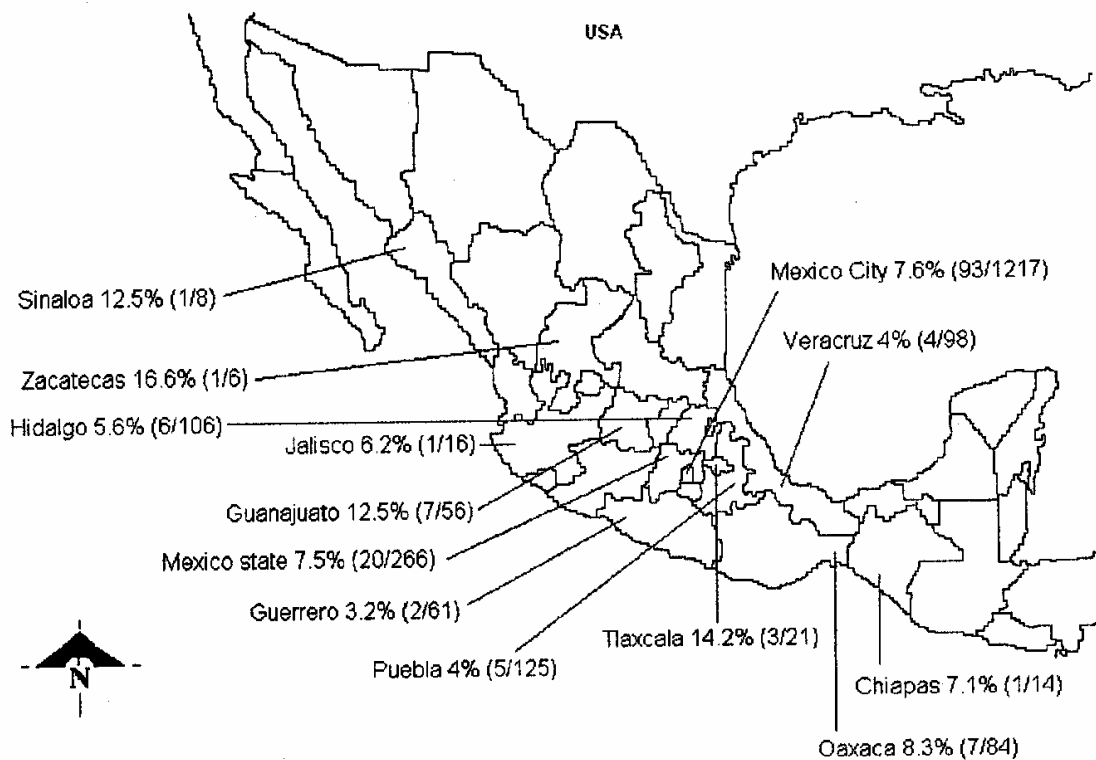 USA
Mexico City 7.6% (93/1217)
Sinaloa 12.5% (1/8)
Veracruz 4% (4/98)
Zacatecas 16.6% (1/6)
Hidalgo 5.6% (6/106)
Jalisco 6.2% (1/16)
Guanajuato 12.5% (7/56)
Mexico state 7.5% (20/266)
Guerrero 3.2% (2/61)
Tlaxcala 14.2% (3/21)
Puebla 4% (5/125)
N
Chiapas 7.1% (1/14)
Oaxaca 8.3% (7/84)